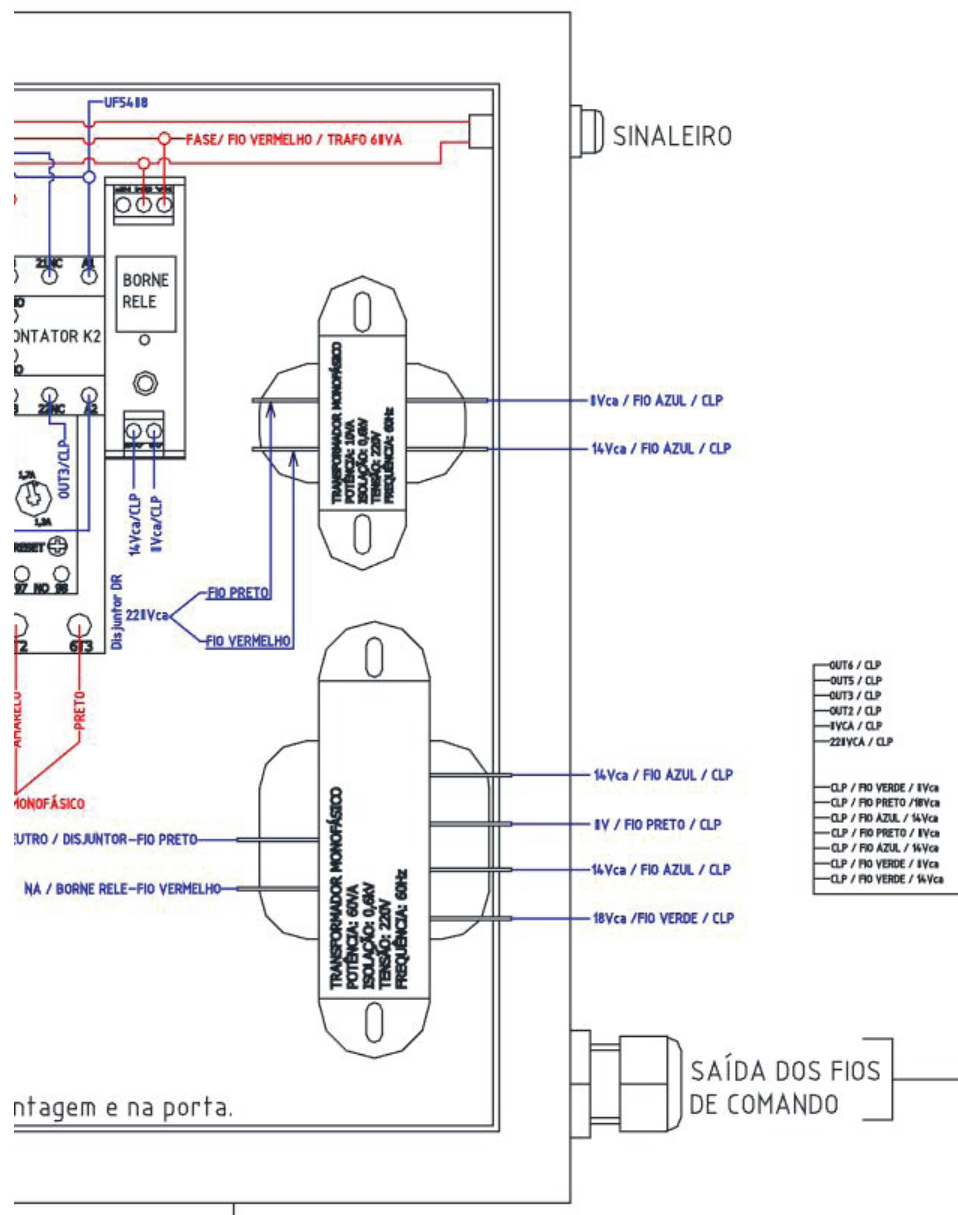 UF5408
FASE/ FIO VERMELHO / TRAFO 60VA
SINALEIRO
21NC
A1
BORNE
RELE
ONTATOR K2
22NC
A2
OUT3/CLP
14Vca/CLP
0Vca/CLP
TRANSFORMADOR MONOFÁSICO
POTÊNCIA: 10VA
ISOLAÇÃO: 0,6kV
TENSÃO: 220V
FREQUÊNCIA: 60Hz
0Vca / FIO AZUL / CLP
14Vca / FIO AZUL / CLP
RESET
97 NO 98
Disjuntor DR
220Vca
FIO PRETO
FIO VERMELHO
T2
6T3
AMARELO
PRETO
MONOFÁSICO
EUTRO / DISJUNTOR-FIO PRETO
NA / BORNE RELE-FIO VERMELHO
TRANSFORMADOR MONOFÁSICO
POTÊNCIA: 60VA
ISOLAÇÃO: 0,6kV
TENSÃO: 220V
FREQUÊNCIA: 60Hz
14Vca / FIO AZUL / CLP
0V / FIO PRETO / CLP
14Vca / FIO AZUL / CLP
18Vca /FIO VERDE / CLP
OUT6 / CLP
OUT5 / CLP
OUT3 / CLP
OUT2 / CLP
0VCA / CLP
220VCA / CLP
CLP / FIO VERDE / 0Vca
CLP / FIO PRETO /18Vca
CLP / FIO AZUL / 14Vca
CLP / FIO PRETO / 0Vca
CLP / FIO AZUL / 14Vca
CLP / FIO VERDE / 0Vca
CLP / FIO VERDE / 14Vca
SAÍDA DOS FIOS
DE COMANDO
ntagem e na porta.